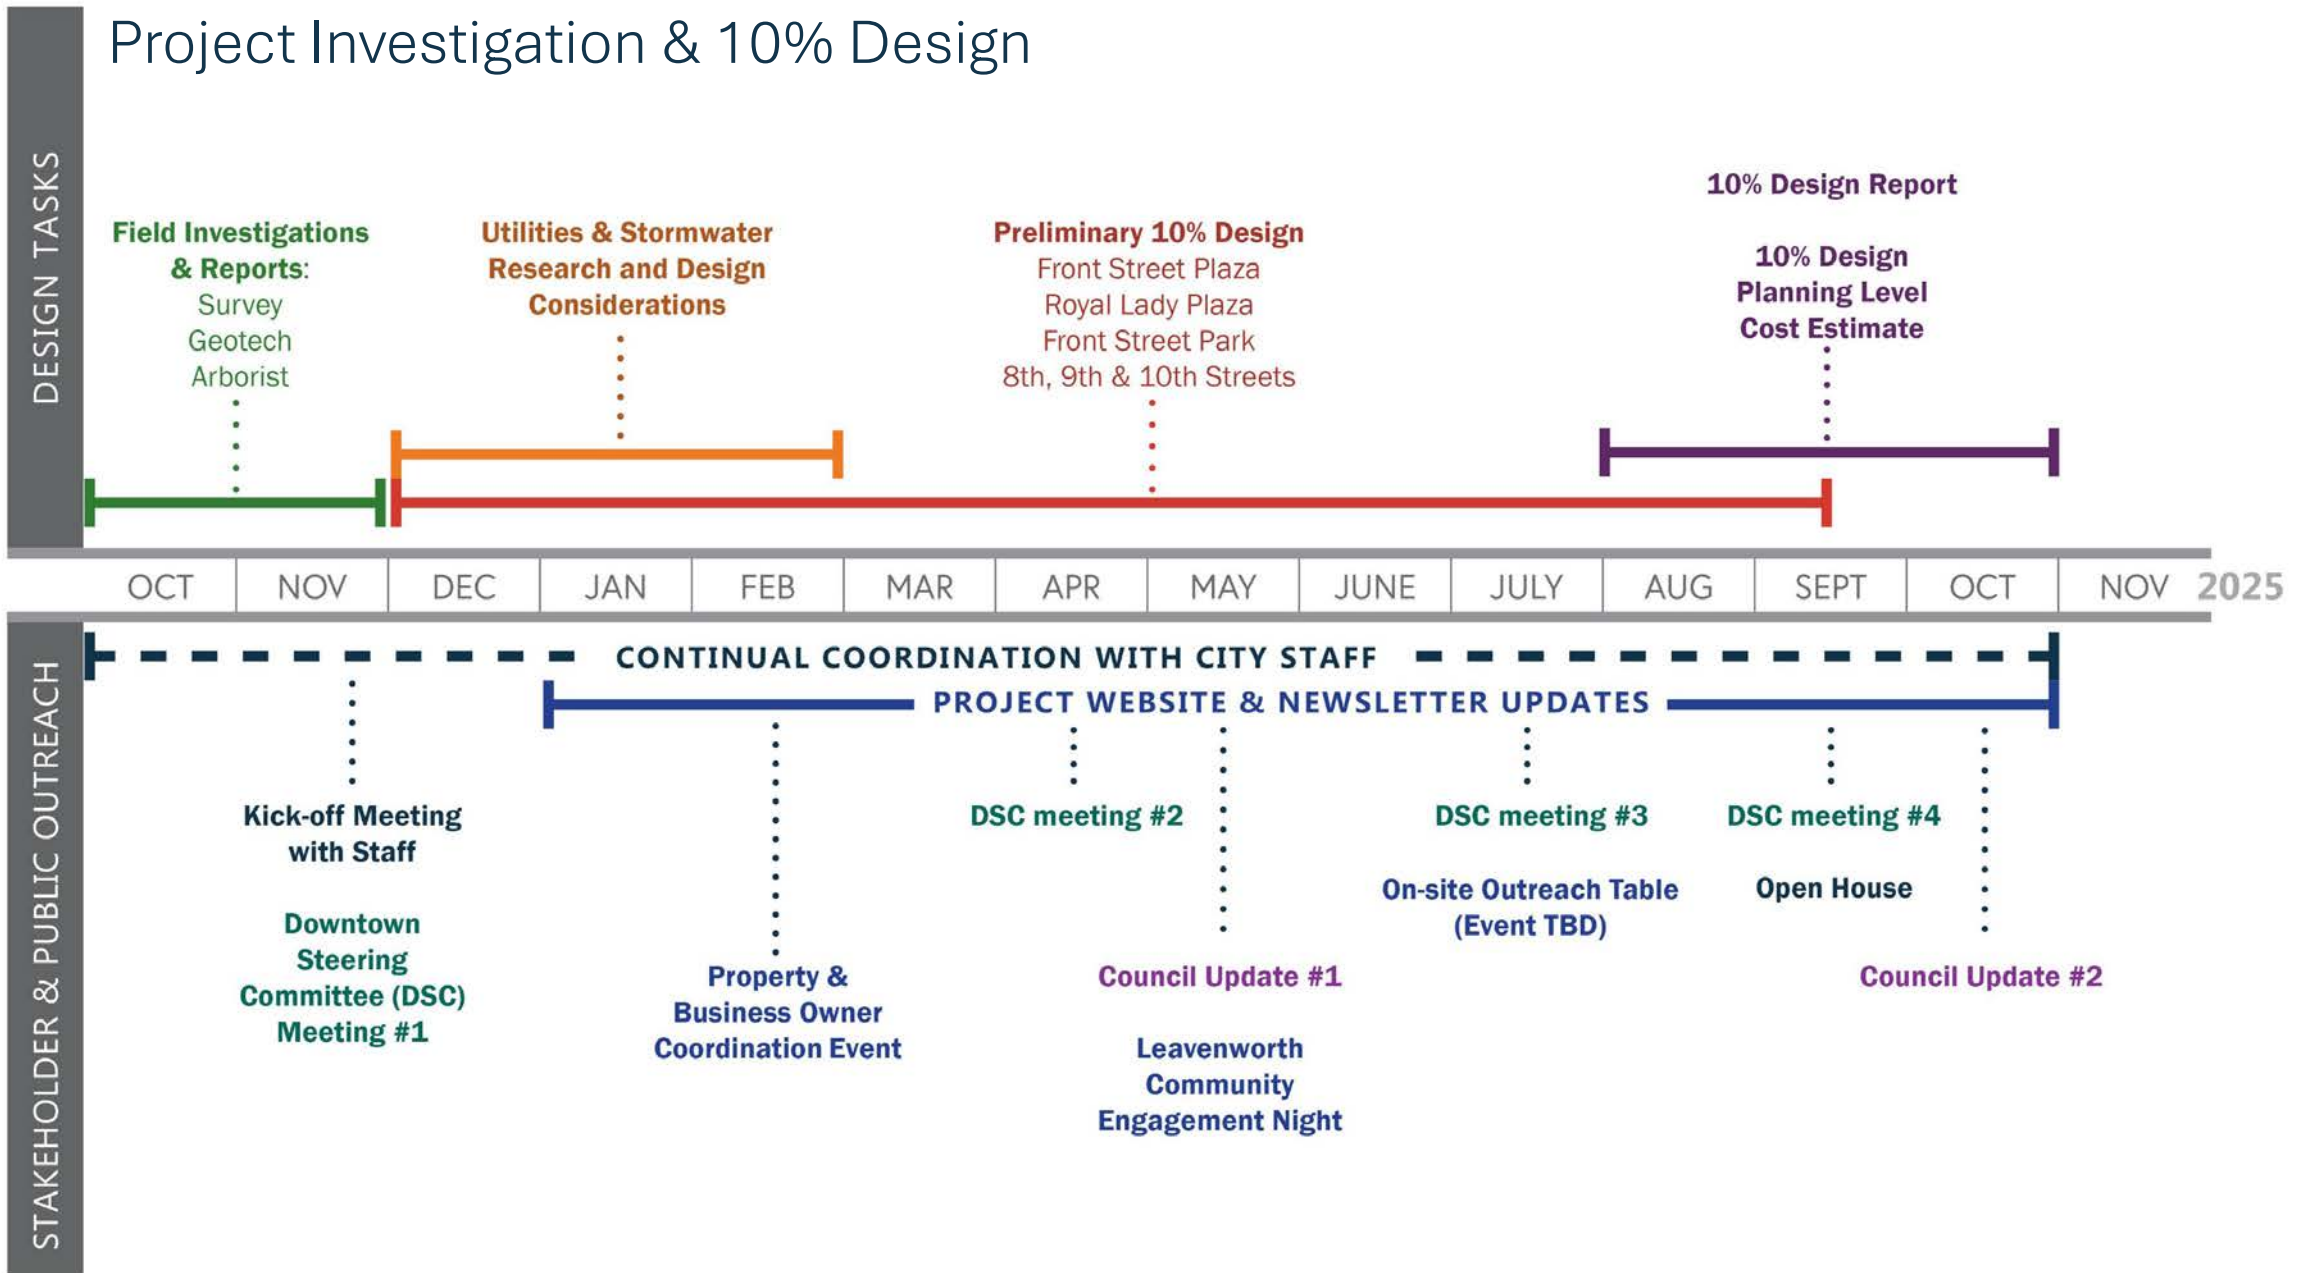 Project Investigation & 10% Design
DESIGN TASKS
Field Investigations
& Reports:
Survey
Geotech
Arborist
Utilities & Stormwater
Research and Design
Considerations
Preliminary 10% Design
Front Street Plaza
Royal Lady Plaza
Front Street Park
8th, 9th & 10th Streets
10% Design Report
10% Design
Planning Level
Cost Estimate
OCT NOV DEC JAN FEB MAR APR MAY JUNE JULY AUG SEPT OCT NOV 2025
STAKEHOLDER & PUBLIC OUTREACH
CONTINUAL COORDINATION WITH CITY STAFF
PROJECT WEBSITE & NEWSLETTER UPDATES
Kick-off Meeting
with Staff
Downtown
Steering
Committee (DSC)
Meeting #1
Property &
Business Owner
Coordination Event
DSC meeting #2
Council Update #1
Leavenworth
Community
Engagement Night
DSC meeting #3
On-site Outreach Table
(Event TBD)
DSC meeting #4
Open House
Council Update #2